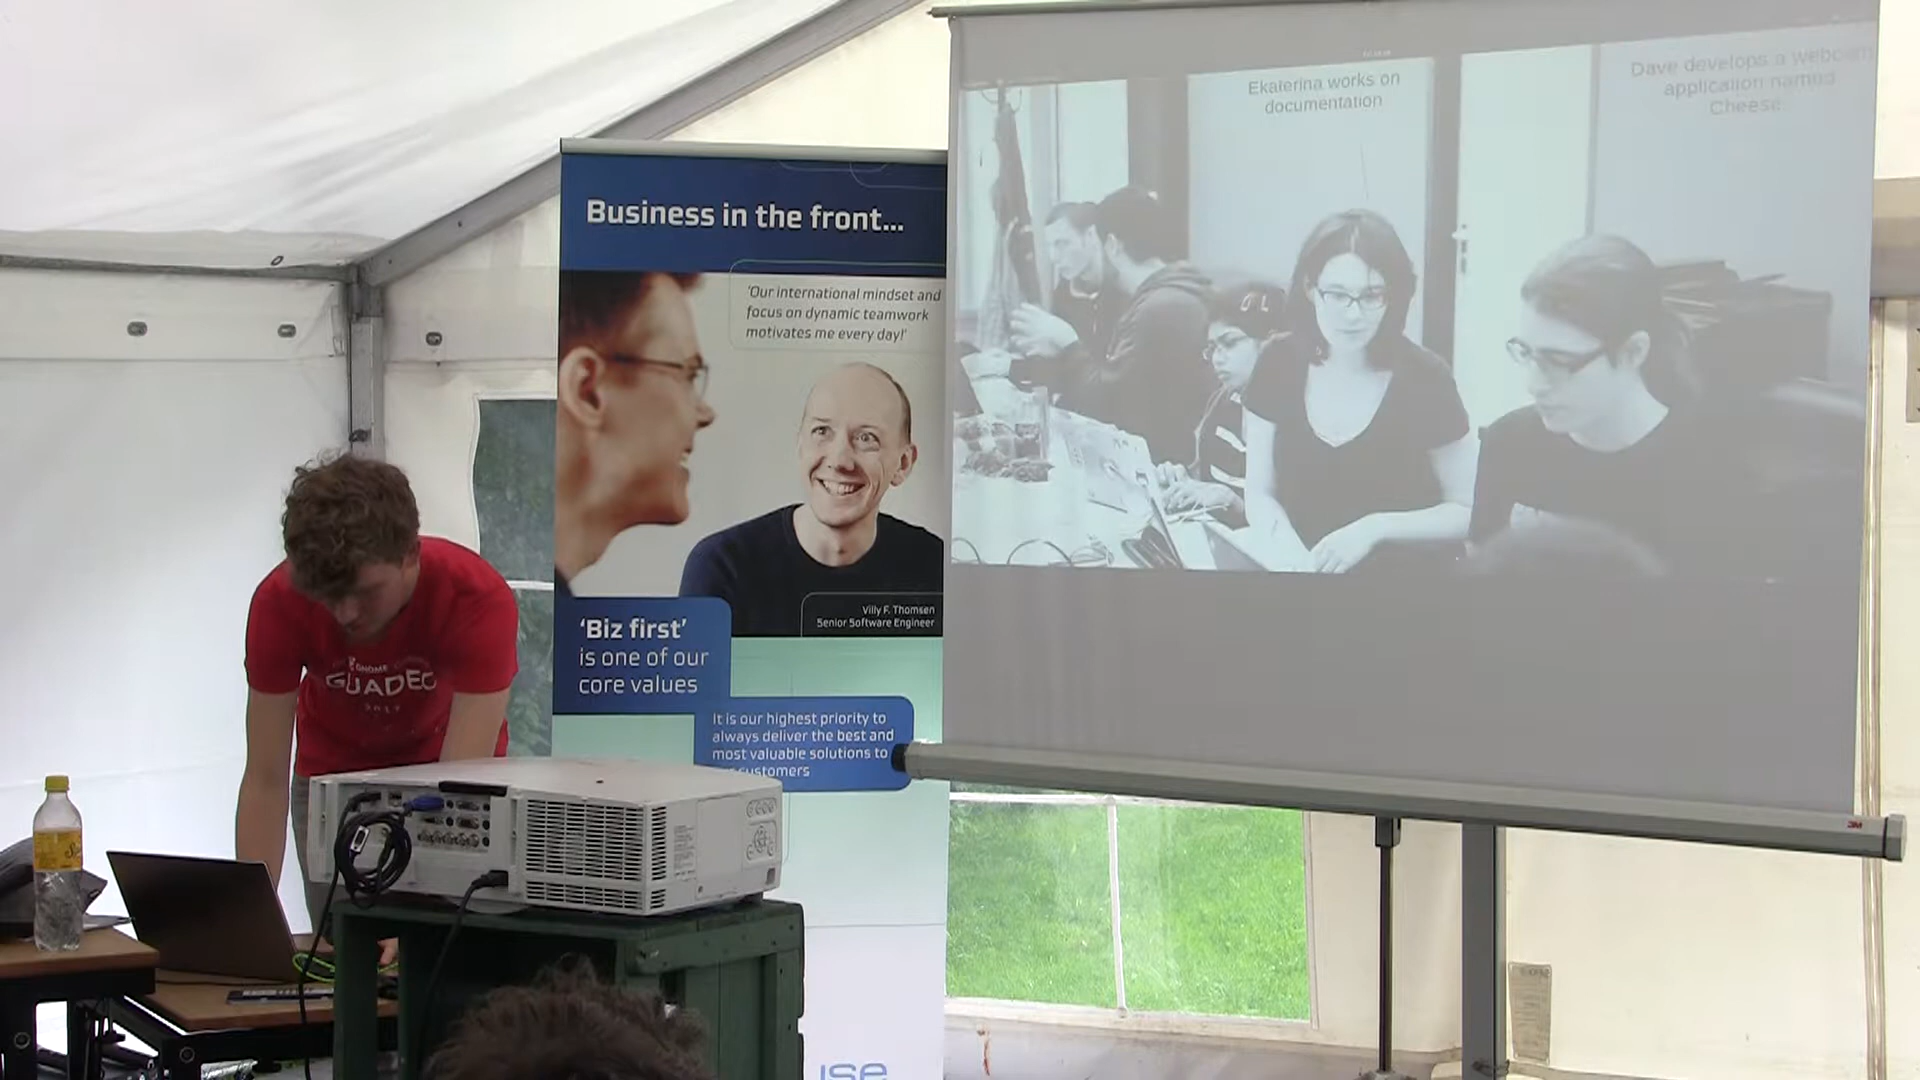 Business in the front...
'Our international mindset and
focus on dynamic teamwork
motivates me every day!'
Villy F. Thomsen
Senior Software Engineer
'Biz first'
is one of our
core values
It is our highest priority to
always deliver the best and
most valuable solutions to
customers
Ekaterina works on
documentation
Dave develops a webcam
application named
Cheese.
GNOME
GUADEC
3M